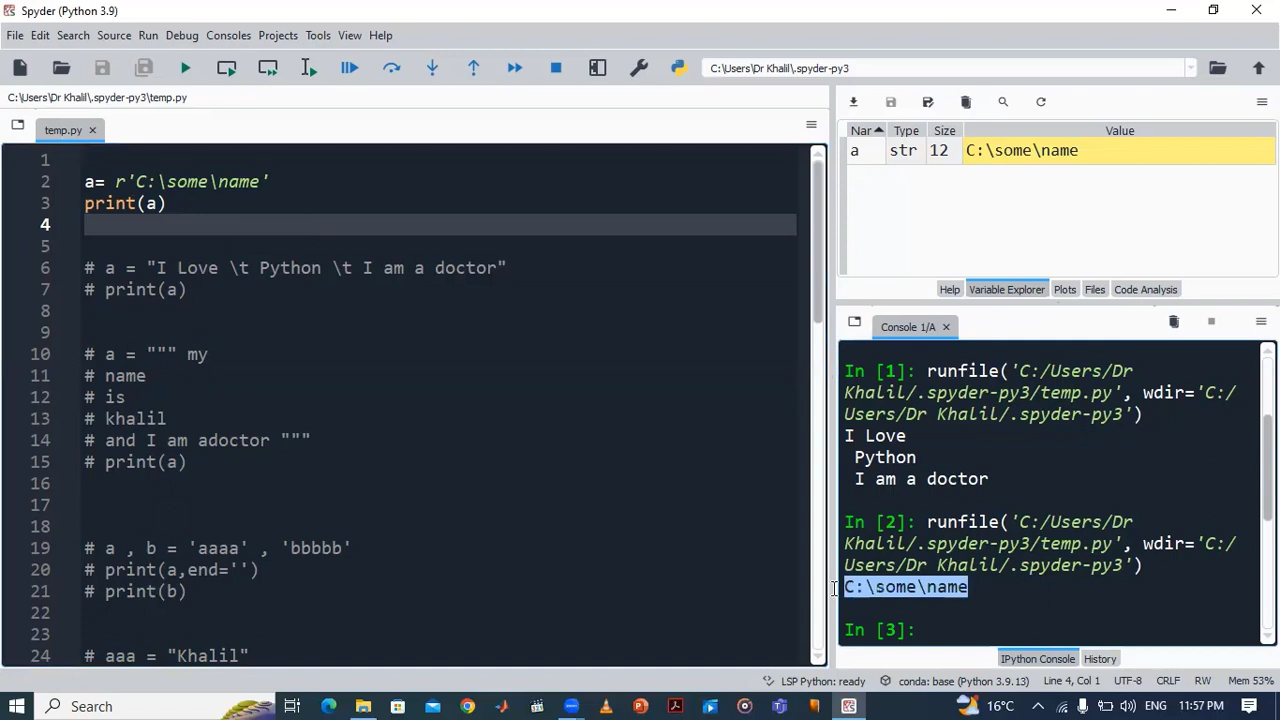 Spyder (Python 3.9)
File Edit Search Source Run Debug Consoles Projects Tools View Help
C:\Users\Dr Khalil\.spyder-py3
C:\Users\Dr Khalil\.spyder-py3\temp.py
temp.py
1
2 a= r'C:\some\name'
3 print(a)
4
5
6 # a = "I Love \t Python \t I am a doctor"
7 # print(a)
8
9
10 # a = """ my
11 # name
12 # is
13 # khalil
14 # and I am adoctor """
15 # print(a)
16
17
18
19 # a , b = 'aaaa' , 'bbbbb'
20 # print(a,end='')
21 # print(b)
22
23
24 # aaa = "Khalil"
Nar Type Size Value
a str 12 C:\some\name
Help Variable Explorer Plots Files Code Analysis
Console 1/A
In [1]: runfile('C:/Users/Dr
Khalil/.spyder-py3/temp.py', wdir='C:/
Users/Dr Khalil/.spyder-py3')
I Love
Python
I am a doctor
In [2]: runfile('C:/Users/Dr
Khalil/.spyder-py3/temp.py', wdir='C:/
Users/Dr Khalil/.spyder-py3')
C:\some\name
In [3]:
IPython Console History
LSP Python: ready conda: base (Python 3.9.13) Line 4, Col 1 UTF-8 CRLF RW Mem 53%
Search 16°C ENG 11:57 PM